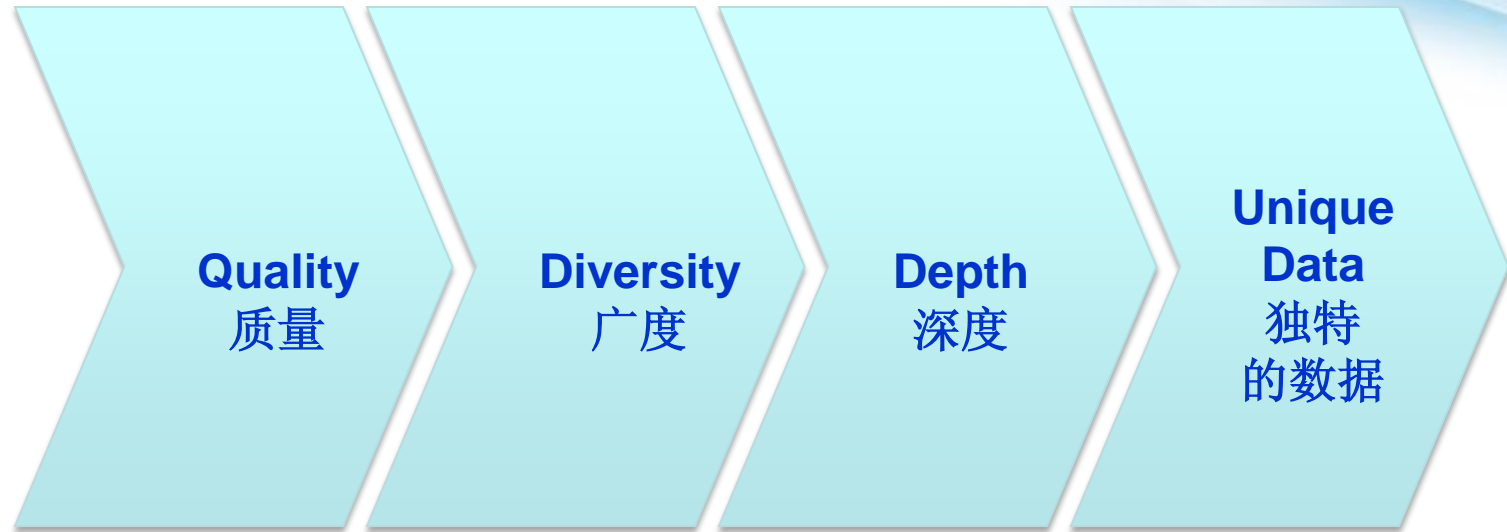 Quality
质量
Diversity
广度
Depth
深度
Unique
Data
独特
的数据